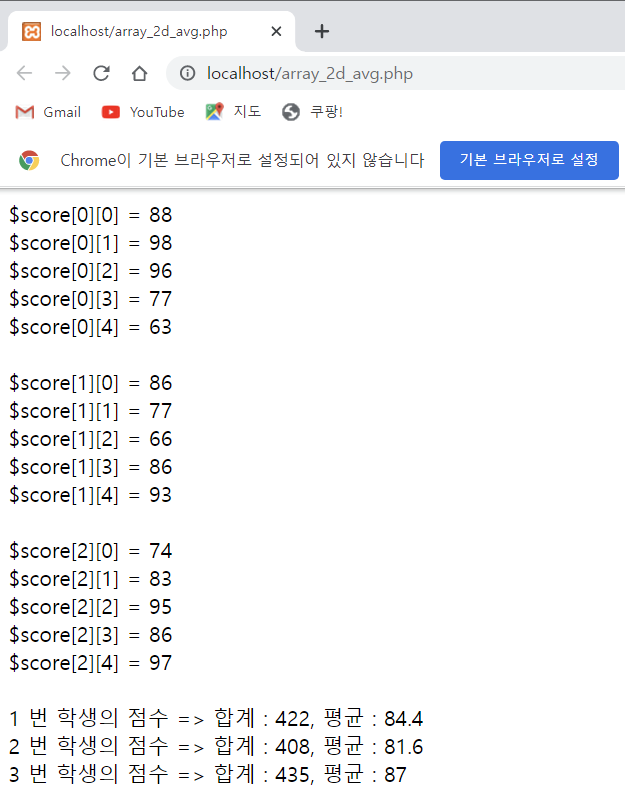 localhost/array_2d_avg.php
localhost/array_2d_avg.php
Gmail YouTube 지도 쿠팡!
Chrome이 기본 브라우저로 설정되어 있지 않습니다 기본 브라우저로 설정
$score[0][0] = 88
$score[0][1] = 98
$score[0][2] = 96
$score[0][3] = 77
$score[0][4] = 63
$score[1][0] = 86
$score[1][1] = 77
$score[1][2] = 66
$score[1][3] = 86
$score[1][4] = 93
$score[2][0] = 74
$score[2][1] = 83
$score[2][2] = 95
$score[2][3] = 86
$score[2][4] = 97
1 번 학생의 점수 => 합계 : 422, 평균 : 84.4
2 번 학생의 점수 => 합계 : 408, 평균 : 81.6
3 번 학생의 점수 => 합계 : 435, 평균 : 87